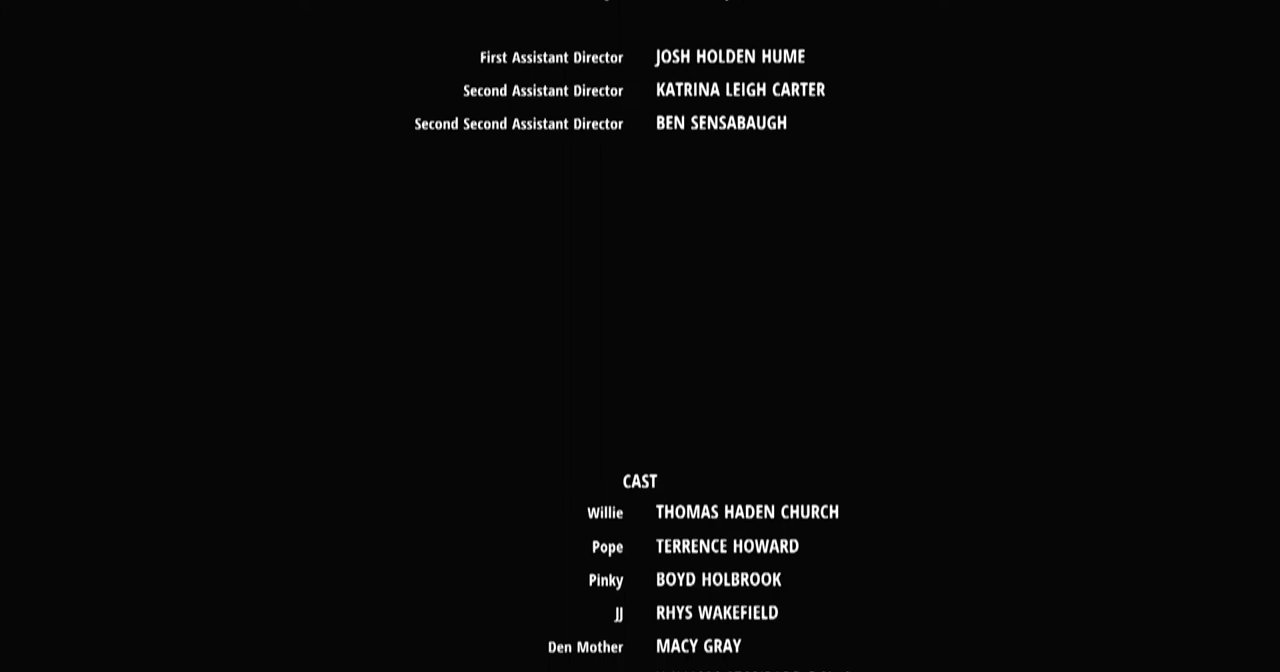 First Assistant Director JOSH HOLDEN HUME
Second Assistant Director KATRINA LEIGH CARTER
Second Second Assistant Director BEN SENSABAUGH
CAST
Willie THOMAS HADEN CHURCH
Pope TERRENCE HOWARD
Pinky BOYD HOLBROOK
JJ RHYS WAKEFIELD
Den Mother MACY GRAY